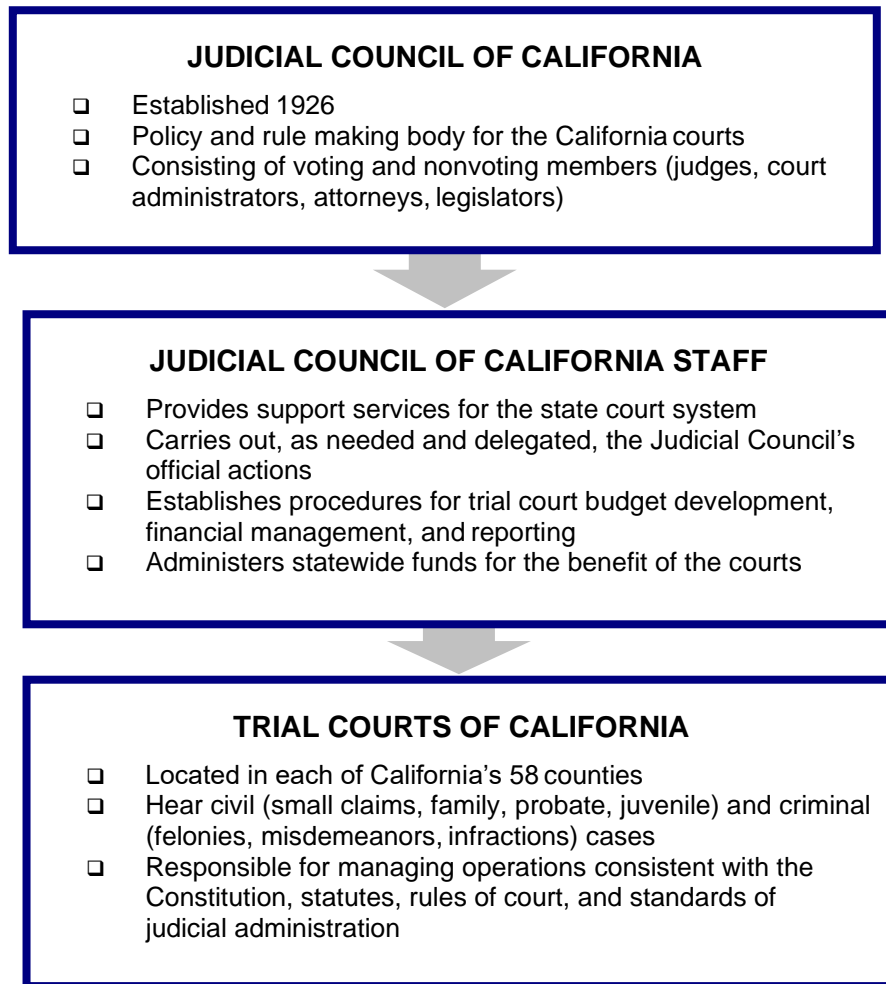 JUDICIAL COUNCIL OF CALIFORNIA
❑ Established 1926
❑ Policy and rule making body for the California courts
❑ Consisting of voting and nonvoting members (judges, court
administrators, attorneys, legislators)
JUDICIAL COUNCIL OF CALIFORNIA STAFF
❑ Provides support services for the state court system
❑ Carries out, as needed and delegated, the Judicial Council’s
official actions
❑ Establishes procedures for trial court budget development,
financial management, and reporting
❑ Administers statewide funds for the benefit of the courts
TRIAL COURTS OF CALIFORNIA
❑ Located in each of California’s 58 counties
❑ Hear civil (small claims, family, probate, juvenile) and criminal
(felonies, misdemeanors, infractions) cases
❑ Responsible for managing operations consistent with the
Constitution, statutes, rules of court, and standards of
judicial administration